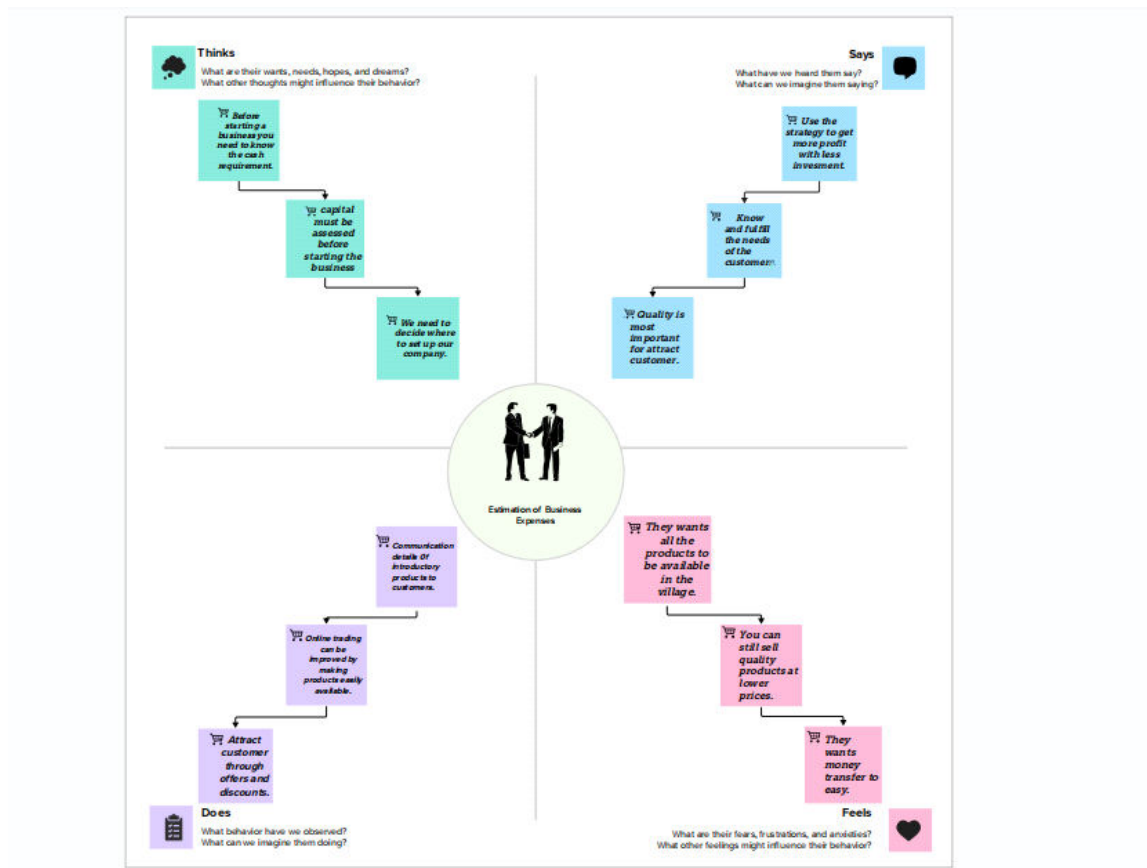 Thinks
What are their wants, needs, hopes, and dreams?
What other thoughts might influence their behavior?
Before
starting a
business you
need to know
the cash
requirement.
capital
must be
assessed
before
starting the
business
We need to
decide where
to set up our
company.
Says
What have we heard them say?
What can we imagine them saying?
Use the
strategy to get
more profit
with less
invesment.
Know
and fulfill
the needs
of the
customer.
Quality is
most
important
for attract
customer.
Estimation of Business
Expenses
Communication
details Of
introductory
products to
customers.
Online trading
can be
improved by
making
products easily
available.
Attract
customer
through
offers and
discounts.
Does
What behavior have we observed?
What can we imagine them doing?
They wants
all the
products to
be available
in the
village.
You can
still sell
quality
products at
lower
prices.
They
wants
money
transfer to
easy.
Feels
What are their fears, frustrations, and anxieties?
What other feelings might influence their behavior?